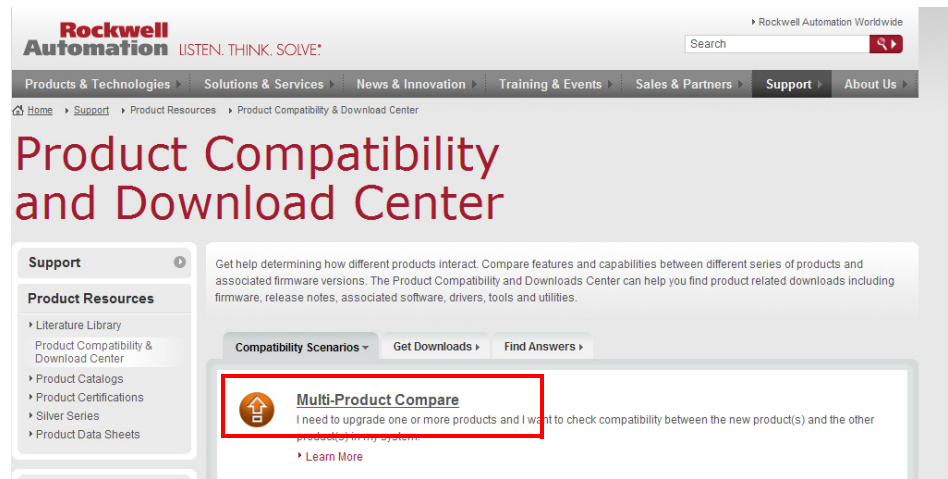 Rockwell Automation Worldwide
Rockwell
Automation LISTEN. THINK. SOLVE.®
Search
Products & Technologies
Solutions & Services
News & Innovation
Training & Events
Sales & Partners
Support
About Us
Home Support Product Resources Product Compatibility & Download Center
Product Compatibility
and Download Center
Support
Product Resources
Literature Library
Product Compatibility &
Download Center
Product Catalogs
Product Certifications
Silver Series
Product Data Sheets
Get help determining how different products interact. Compare features and capabilities between different series of products and
associated firmware versions. The Product Compatibility and Downloads Center can help you find product related downloads including
firmware, release notes, associated software, drivers, tools and utilities.
Compatibility Scenarios
Get Downloads
Find Answers
Multi-Product Compare
I need to upgrade one or more products and I want to check compatibility between the new product(s) and the other
product(s) in my system.
Learn More